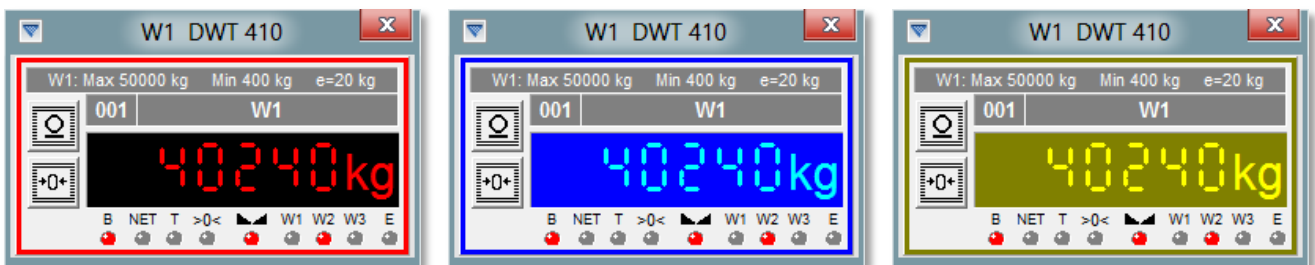 W1 DWT 410
x
W1: Max 50000 kg Min 400 kg e=20 kg
001 W1
→0←
40240kg
B NET T >0< W1 W2 W3 E
W1 DWT 410
x
W1: Max 50000 kg Min 400 kg e=20 kg
001 W1
→0←
40240kg
B NET T >0< W1 W2 W3 E
W1 DWT 410
x
W1: Max 50000 kg Min 400 kg e=20 kg
001 W1
→0←
40240kg
B NET T >0< W1 W2 W3 E